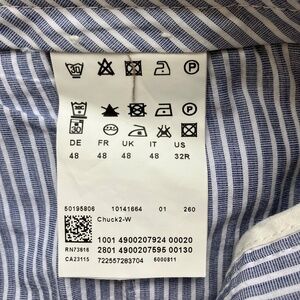 30 P
DE FR UK IT US
48 48 48 48 32R
50195806 10141664 01 260
Chuck2-W
1001 4900207924 00020
2801 4900207595 00130
RN73616
CA23115 722557263704 6000811